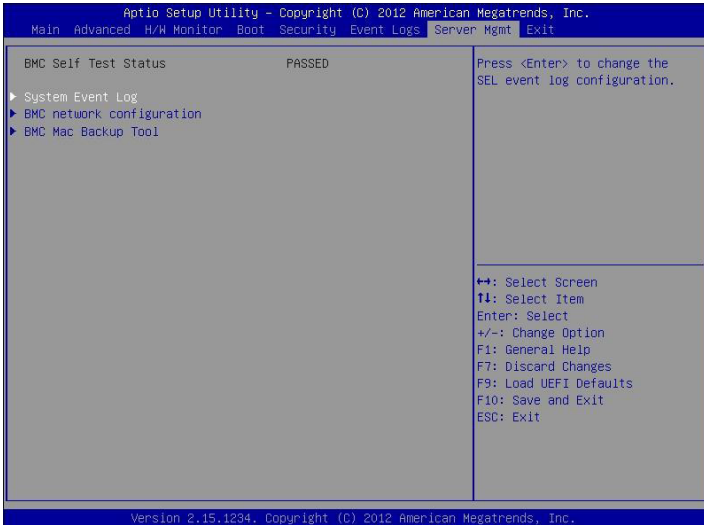 Aptio Setup Utility – Copyright (C) 2012 American Megatrends, Inc.
Main Advanced H/W Monitor Boot Security Event Logs Server Mgmt Exit
BMC Self Test Status PASSED
▶ System Event Log
▶ BMC network configuration
▶ BMC Mac Backup Tool
Press <Enter> to change the
SEL event log configuration.
↔: Select Screen
↑↓: Select Item
Enter: Select
+/-: Change Option
F1: General Help
F7: Discard Changes
F9: Load UEFI Defaults
F10: Save and Exit
ESC: Exit
Version 2.15.1234. Copyright (C) 2012 American Megatrends, Inc.